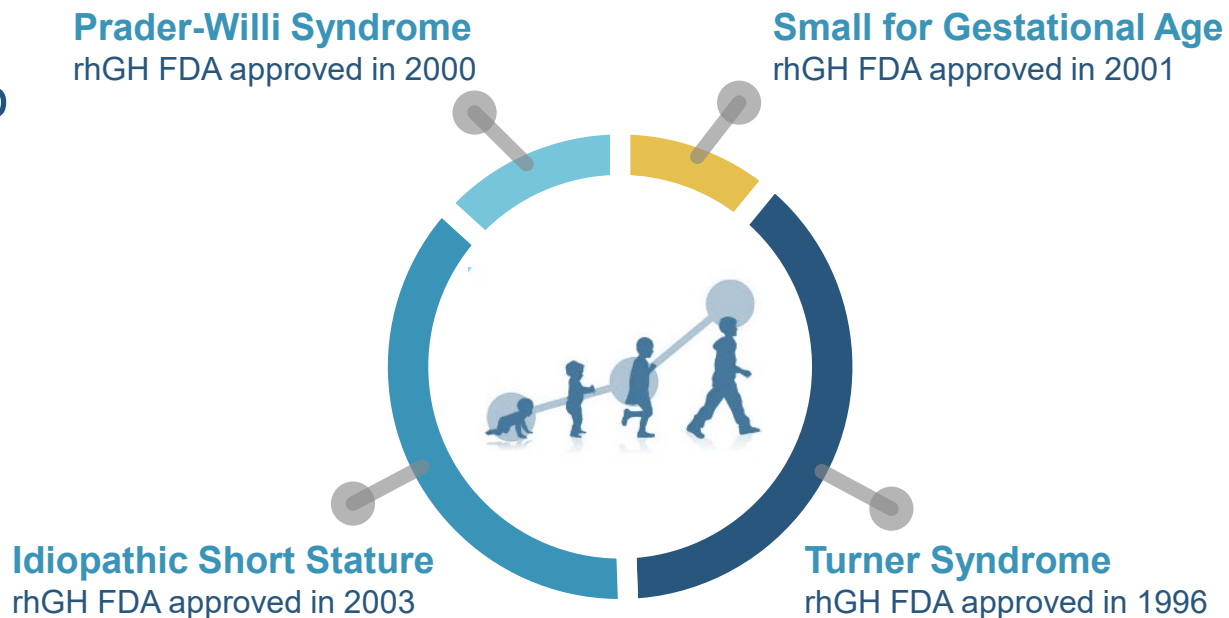 Prader-Willi Syndrome
rhGH FDA approved in 2000
Small for Gestational Age
rhGH FDA approved in 2001
Idiopathic Short Stature
rhGH FDA approved in 2003
Turner Syndrome
rhGH FDA approved in 1996